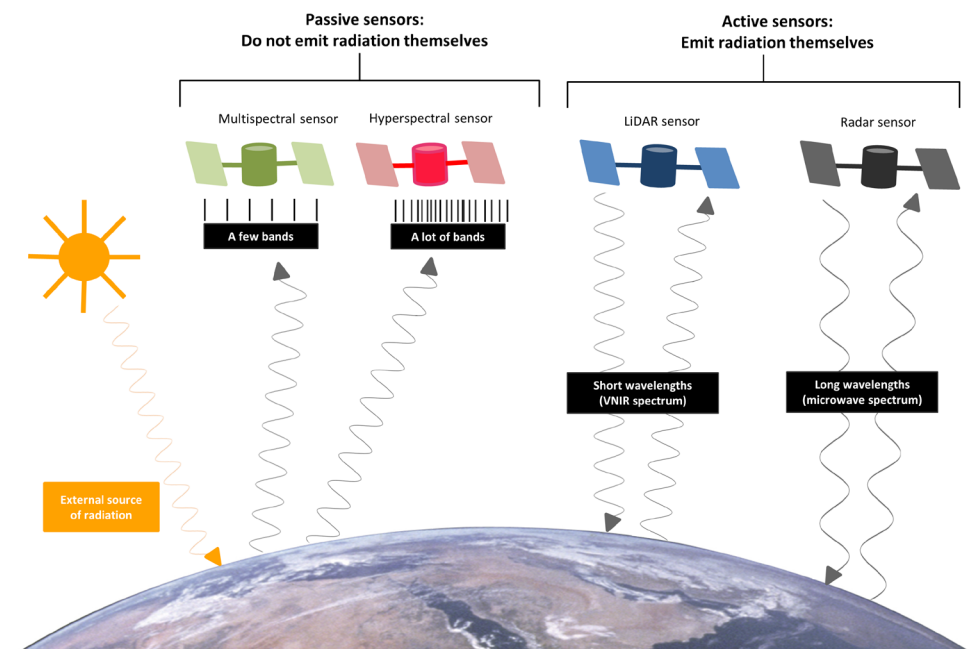 Passive sensors:
Do not emit radiation themselves
Active sensors:
Emit radiation themselves
Multispectral sensor
Hyperspectral sensor
LiDAR sensor
Radar sensor
A few bands
A lot of bands
Short wavelengths
(VNIR spectrum)
Long wavelengths
(microwave spectrum)
External source
of radiation